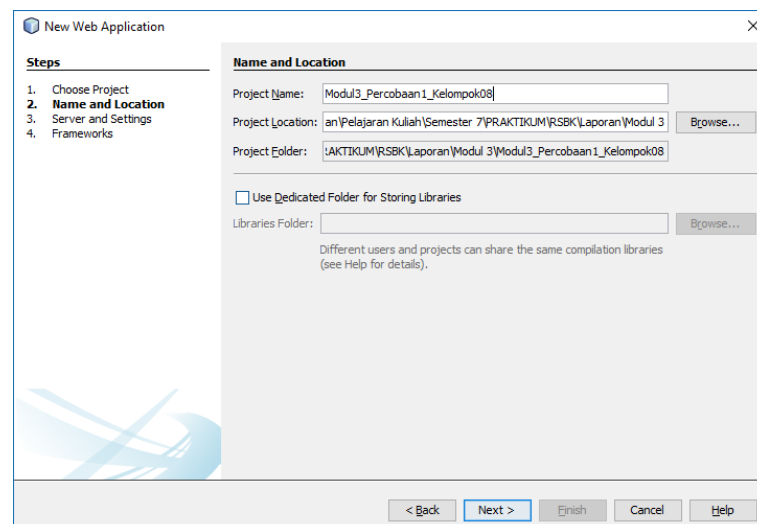 New Web Application
Steps
1. Choose Project
2. Name and Location
3. Server and Settings
4. Frameworks
Name and Location
Project Name: Modul3_Percobaan1_Kelompok08
Project Location: an\Pelajaran Kuliah\Semester 7\PRAKTIKUM\RSBK\Laporan\Modul 3 Browse...
Project Folder: AKTIKUM\RSBK\Laporan\Modul 3\Modul3_Percobaan1_Kelompok08
Use Dedicated Folder for Storing Libraries
Libraries Folder: Browse...
Different users and projects can share the same compilation libraries
(see Help for details).
< Back Next > Finish Cancel Help